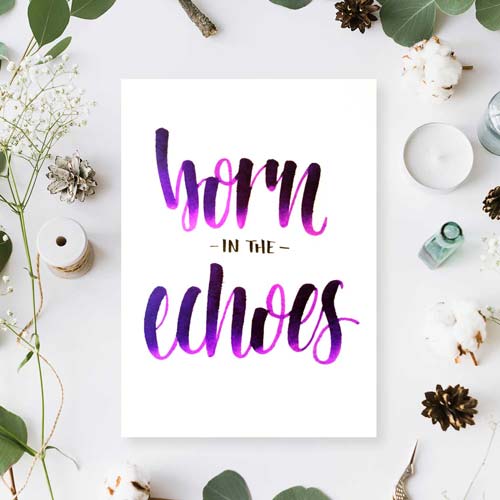 born
- IN THE -
echoes